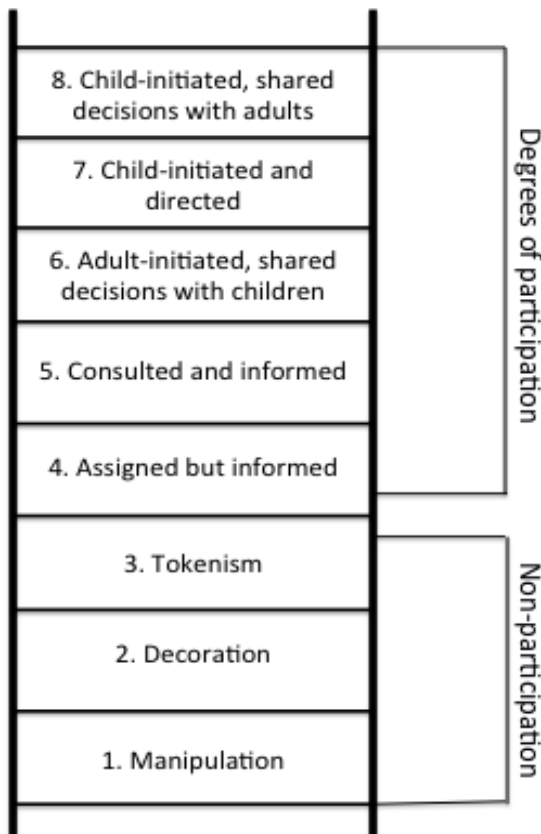 8. Child-initiated, shared
decisions with adults
7. Child-initiated and
directed
6. Adult-initiated, shared
decisions with children
5. Consulted and informed
4. Assigned but informed
3. Tokenism
2. Decoration
1. Manipulation
Degrees of participation
Non-participation